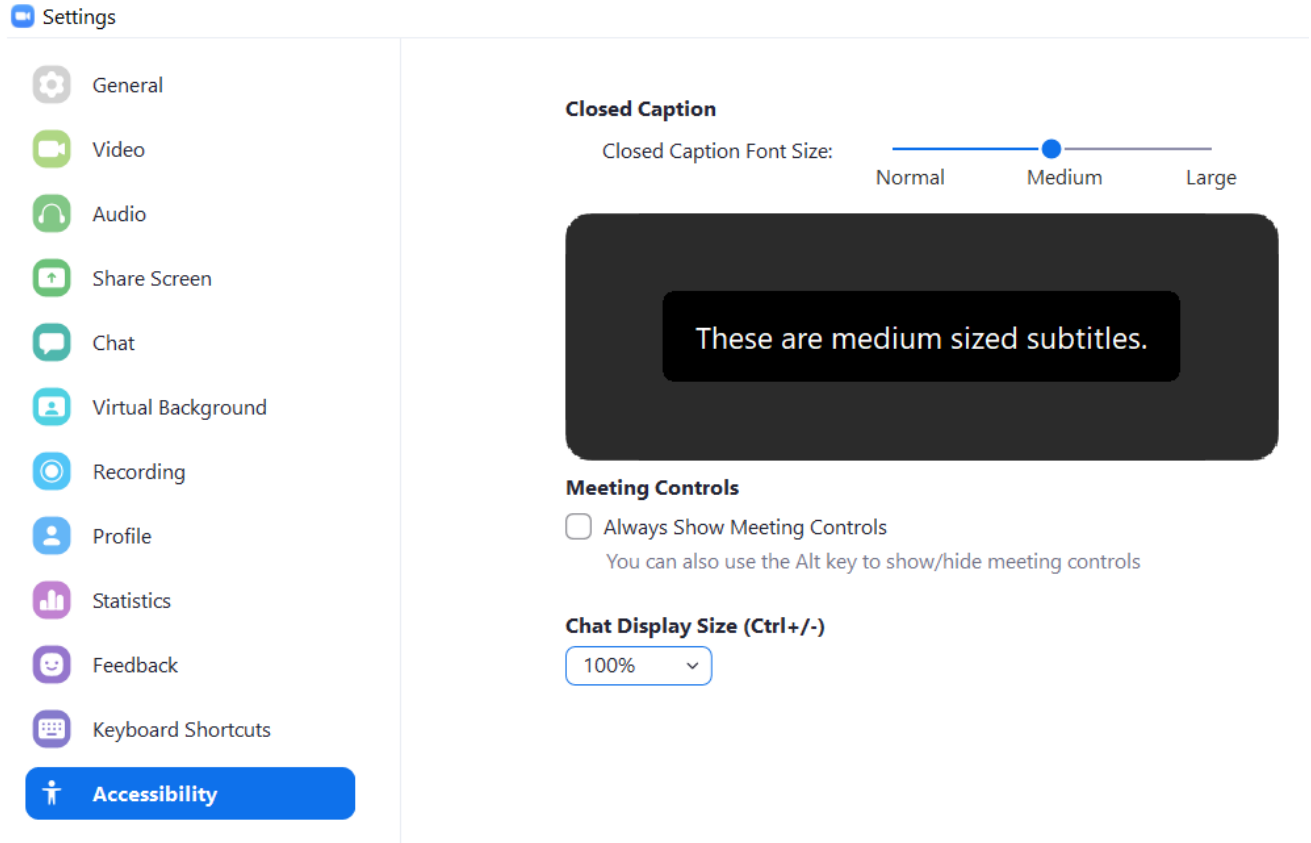 Settings
General
Video
Audio
Share Screen
Chat
Virtual Background
Recording
Profile
Statistics
Feedback
Keyboard Shortcuts
Accessibility
Closed Caption
Closed Caption Font Size:
Normal Medium Large
These are medium sized subtitles.
Meeting Controls
Always Show Meeting Controls
You can also use the Alt key to show/hide meeting controls
Chat Display Size (Ctrl+/-)
100%